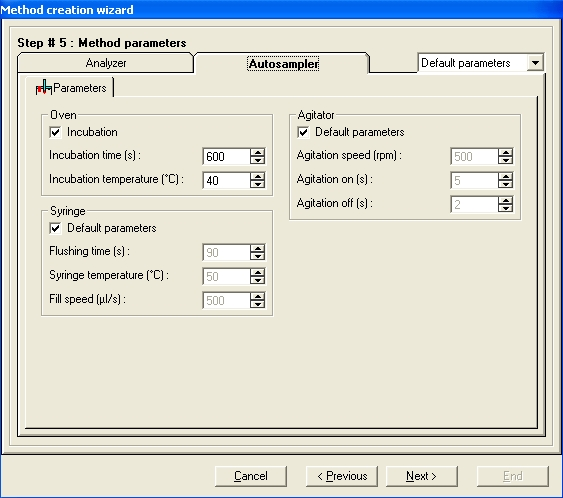 Method creation wizard
Step # 5 : Method parameters
Analyzer
Autosampler
Default parameters
Parameters
Oven
Incubation
Incubation time (s) : 600
Incubation temperature (°C) : 40
Syringe
Default parameters
Flushing time (s) : 90
Syringe temperature (°C) : 50
Fill speed (µl/s) : 500
Agitator
Default parameters
Agitation speed (rpm) : 500
Agitation on (s) : 5
Agitation off (s) : 2
Cancel
< Previous
Next >
End